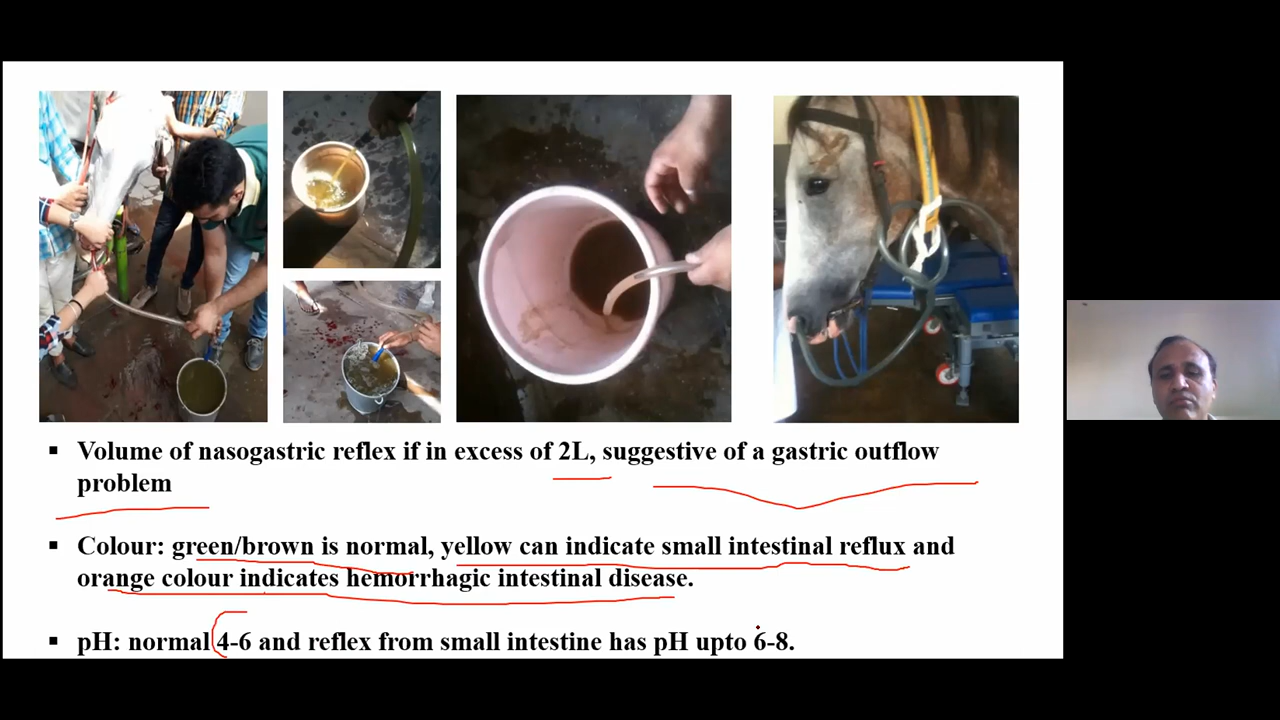 ▪ Volume of nasogastric reflex if in excess of 2L, suggestive of a gastric outflow
problem
▪ Colour: green/brown is normal, yellow can indicate small intestinal reflux and
orange colour indicates hemorrhagic intestinal disease.
▪ pH: normal 4-6 and reflex from small intestine has pH upto 6-8.